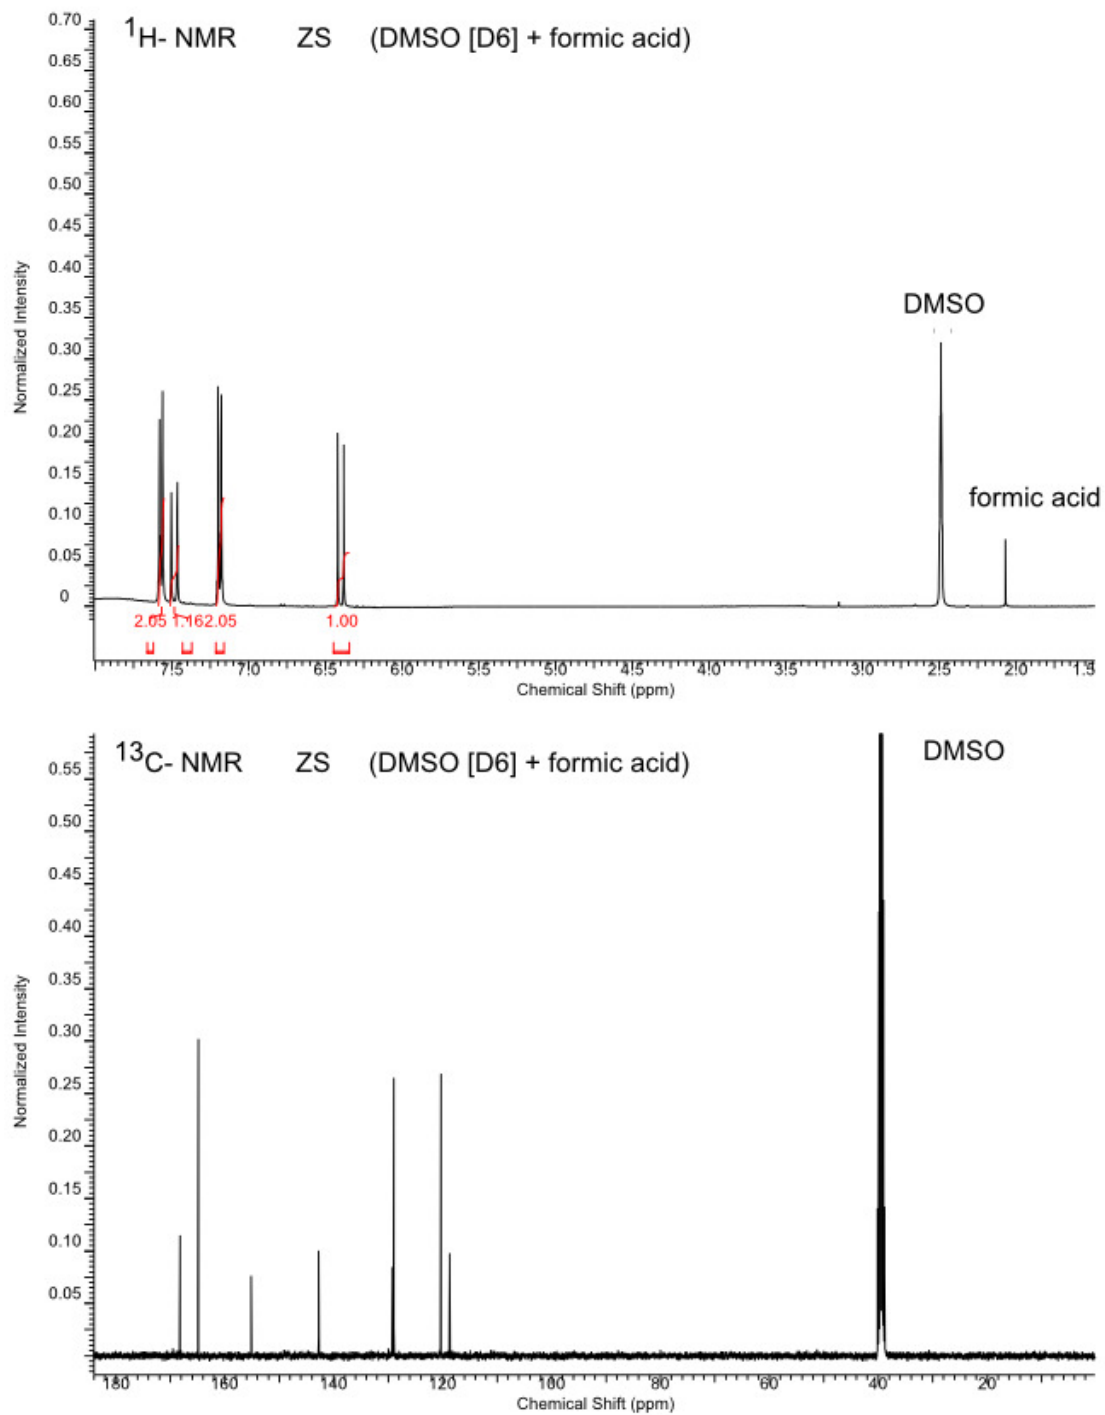 1H- NMR ZS (DMSO [D6] + formic acid)
0.70
0.65
0.60
0.55
0.50
0.45
0.40
0.35
0.30
0.25
0.20
0.15
0.10
0.05
0
Normalized Intensity
DMSO
formic acid
2.05 1.16 2.05 1.00
7.5 7.0 6.5 6.0 5.5 5.0 4.5 4.0 3.5 3.0 2.5 2.0
Chemical Shift (ppm)
13C- NMR ZS (DMSO [D6] + formic acid)
DMSO
0.55
0.50
0.45
0.40
0.35
0.30
0.25
0.20
0.15
0.10
0.05
Normalized Intensity
180 160 140 120 100 80 60 40 20
Chemical Shift (ppm)